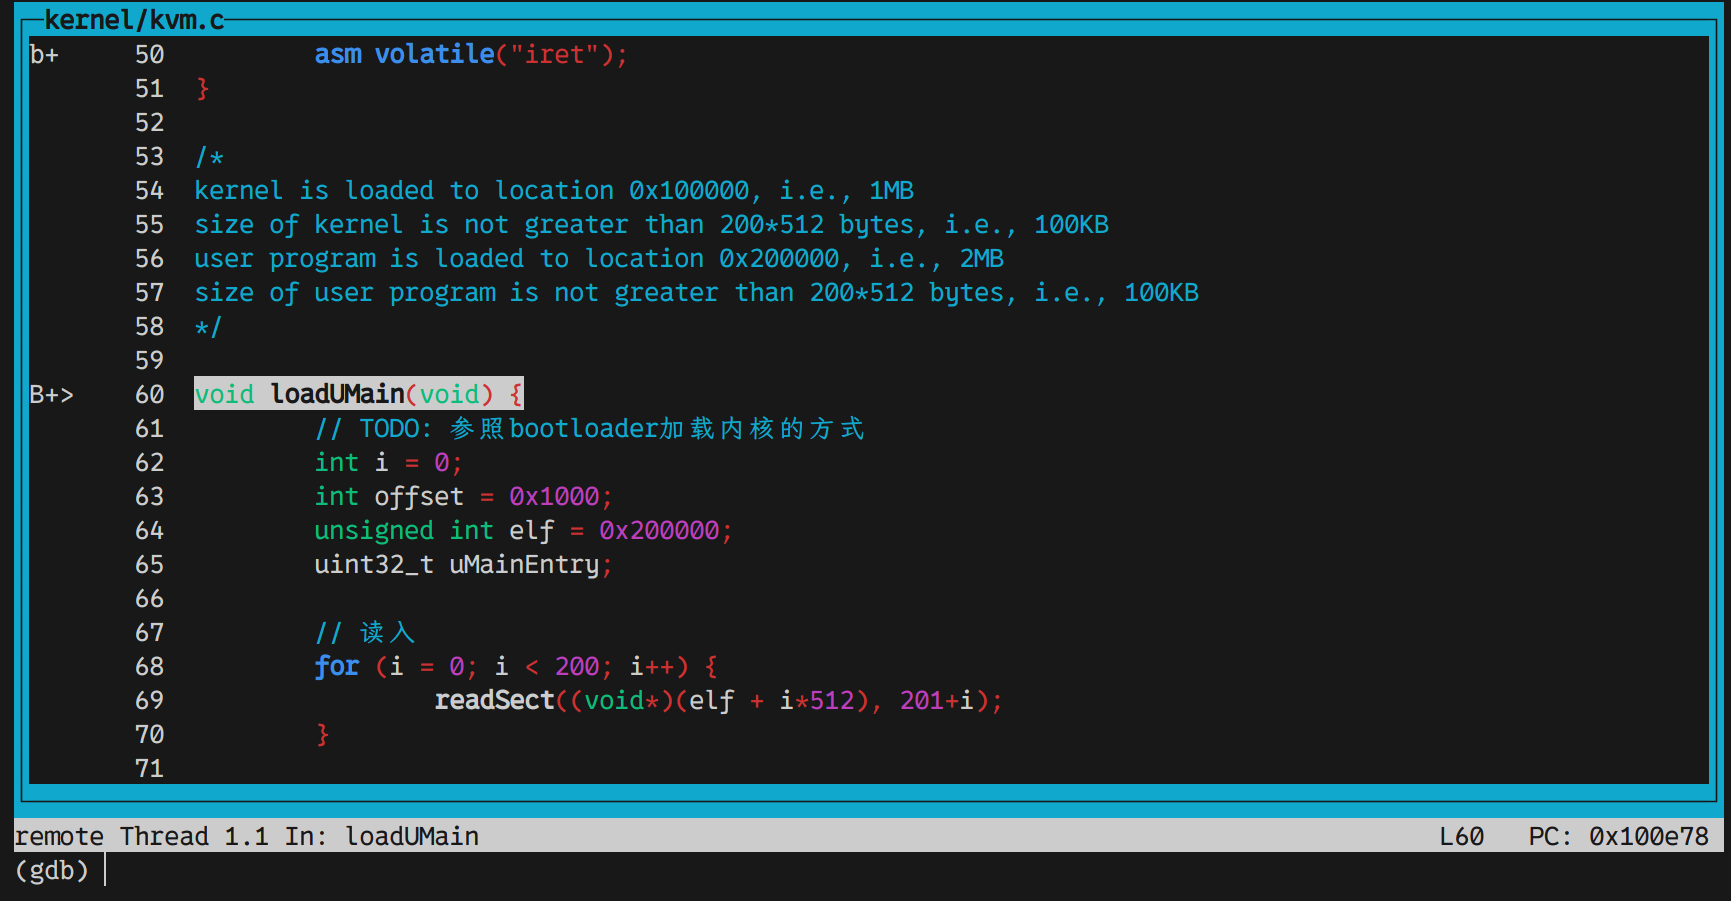 kernel/kvm.c
b+ 50 asm volatile("iret");
51 }
52
53 /*
54 kernel is loaded to location 0x100000, i.e., 1MB
55 size of kernel is not greater than 200*512 bytes, i.e., 100KB
56 user program is loaded to location 0x200000, i.e., 2MB
57 size of user program is not greater than 200*512 bytes, i.e., 100KB
58 */
59
B+> 60 void loadUMain(void) {
61 // TODO: 参照bootloader加载内核的方式
62 int i = 0;
63 int offset = 0x1000;
64 unsigned int elf = 0x200000;
65 uint32_t uMainEntry;
66
67 // 读入
68 for (i = 0; i < 200; i++) {
69 readSect((void*)(elf + i*512), 201+i);
70 }
71
remote Thread 1.1 In: loadUMain L60 PC: 0x100e78
(gdb)